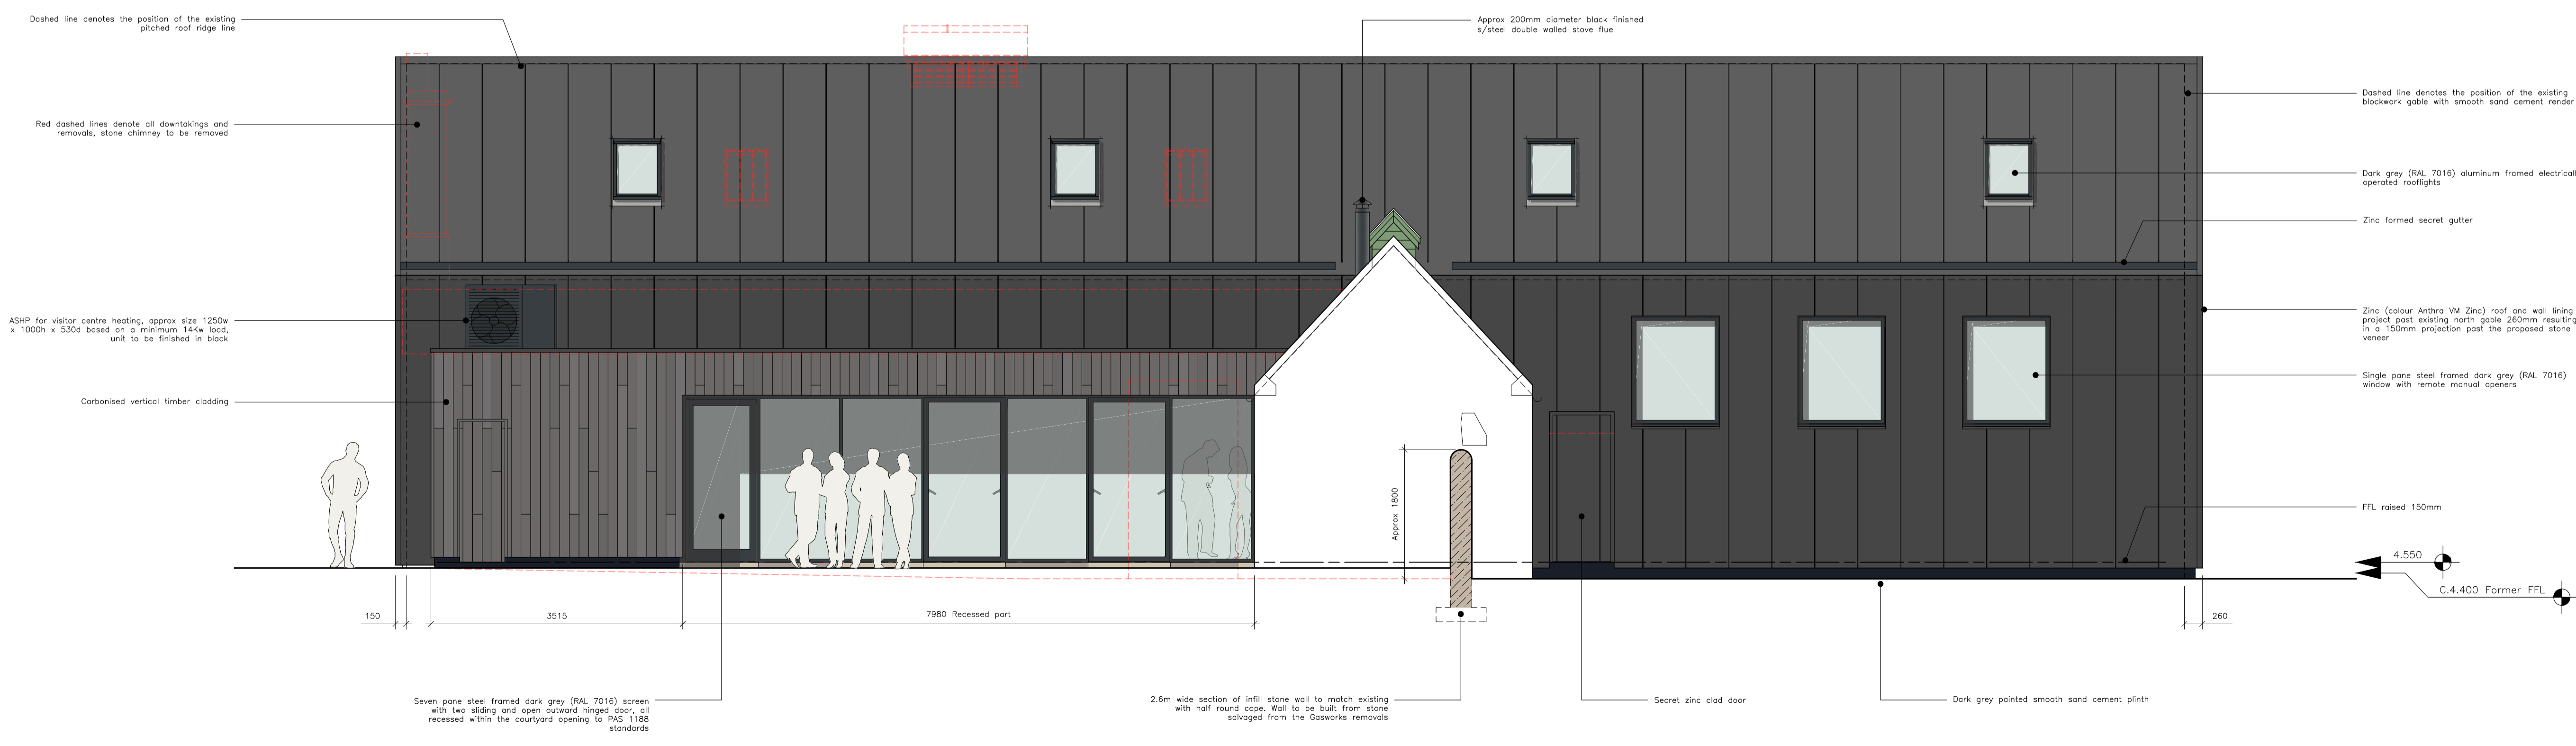 Dashed line denotes the position of the existing
pitched roof ridge line
Red dashed lines denote all downtakings and
removals, stone chimney to be removed
ASHP for visitor centre heating, approx size 1250w
x 1000h x 530d based on a minimum 14Kw load,
unit to be finished in black
Carbonised vertical timber cladding
Approx 200mm diameter black finished
s/steel double walled stove flue
Dashed line denotes the position of the existing
blockwork gable with smooth sand cement render
Dark grey (RAL 7016) aluminum framed electricall
operated rooflights
Zinc formed secret gutter
Zinc (colour Anthra VM Zinc) roof and wall lining
project past existing north gable 260mm resulting
in a 150mm projection past the proposed stone
veneer
Single pane steel framed dark grey (RAL 7016)
window with remote manual openers
FFL raised 150mm
4.550
C.4.400 Former FFL
Approx 1800
150
3515
7980 Recessed part
260
Seven pane steel framed dark grey (RAL 7016) screen
with two sliding and open outward hinged door, all
recessed within the courtyard opening to PAS 1188
standards
2.6m wide section of infill stone wall to match existing
with half round cope. Wall to be built from stone
salvaged from the Gasworks removals
Secret zinc clad door
Dark grey painted smooth sand cement plinth